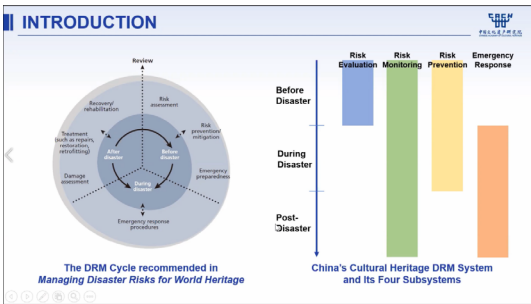 INTRODUCTION
Review
Recovery/
rehabilitation
Risk
assessment
Treatment
(such as repairs,
restoration,
retrofitting)
Risk
prevention/
mitigation
After
disaster
Before
disaster
Damage
assessment
During
disaster
Emergency
preparedness
Emergency response
procedures
The DRM Cycle recommended in
Managing Disaster Risks for World Heritage
Risk
Evaluation
Risk
Monitoring
Risk
Prevention
Emergency
Response
Before
Disaster
During
Disaster
Post-
Disaster
China's Cultural Heritage DRM System
and Its Four Subsystems